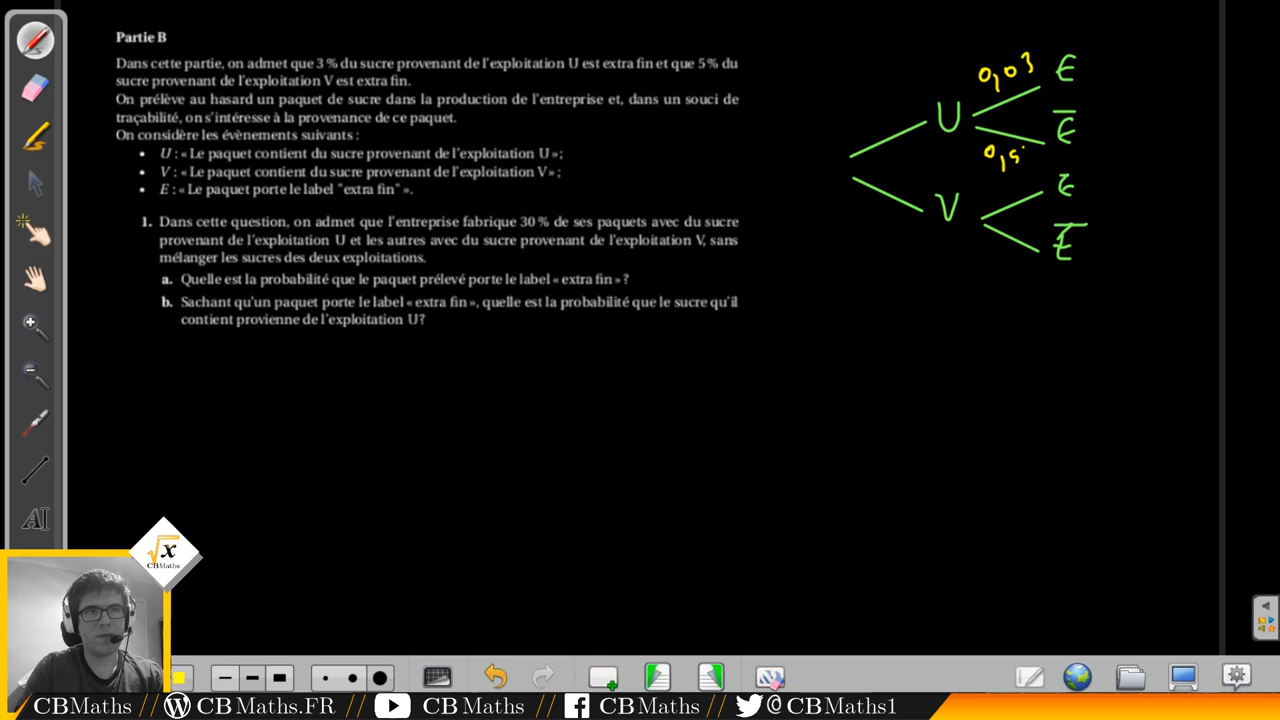 Partie B
Dans cette partie, on admet que 3 % du sucre provenant de l'exploitation U est extra fin et que 5% du
sucre provenant de l'exploitation V est extra fin.
On prélève au hasard un paquet de sucre dans la production de l'entreprise et, dans un souci de
traçabilité, on s'intéresse à la provenance de ce paquet.
On considère les évènements suivants :
• U : « Le paquet contient du sucre provenant de l'exploitation U » ;
• V : « Le paquet contient du sucre provenant de l'exploitation V » ;
• E : « Le paquet porte le label "extra fin" ».
1. Dans cette question, on admet que l'entreprise fabrique 30 % de ses paquets avec du sucre
provenant de l'exploitation U et les autres avec du sucre provenant de l'exploitation V, sans
mélanger les sucres des deux exploitations.
a. Quelle est la probabilité que le paquet prélevé porte le label « extra fin » ?
b. Sachant qu'un paquet porte le label « extra fin », quelle est la probabilité que le sucre qu'il
contient provienne de l'exploitation U?
0,03 E
U
E̅
V
E
E̅
AI
√x
CBMaths
CBMaths // CBMaths.FR // CBMaths // CBMaths // @CBMaths1